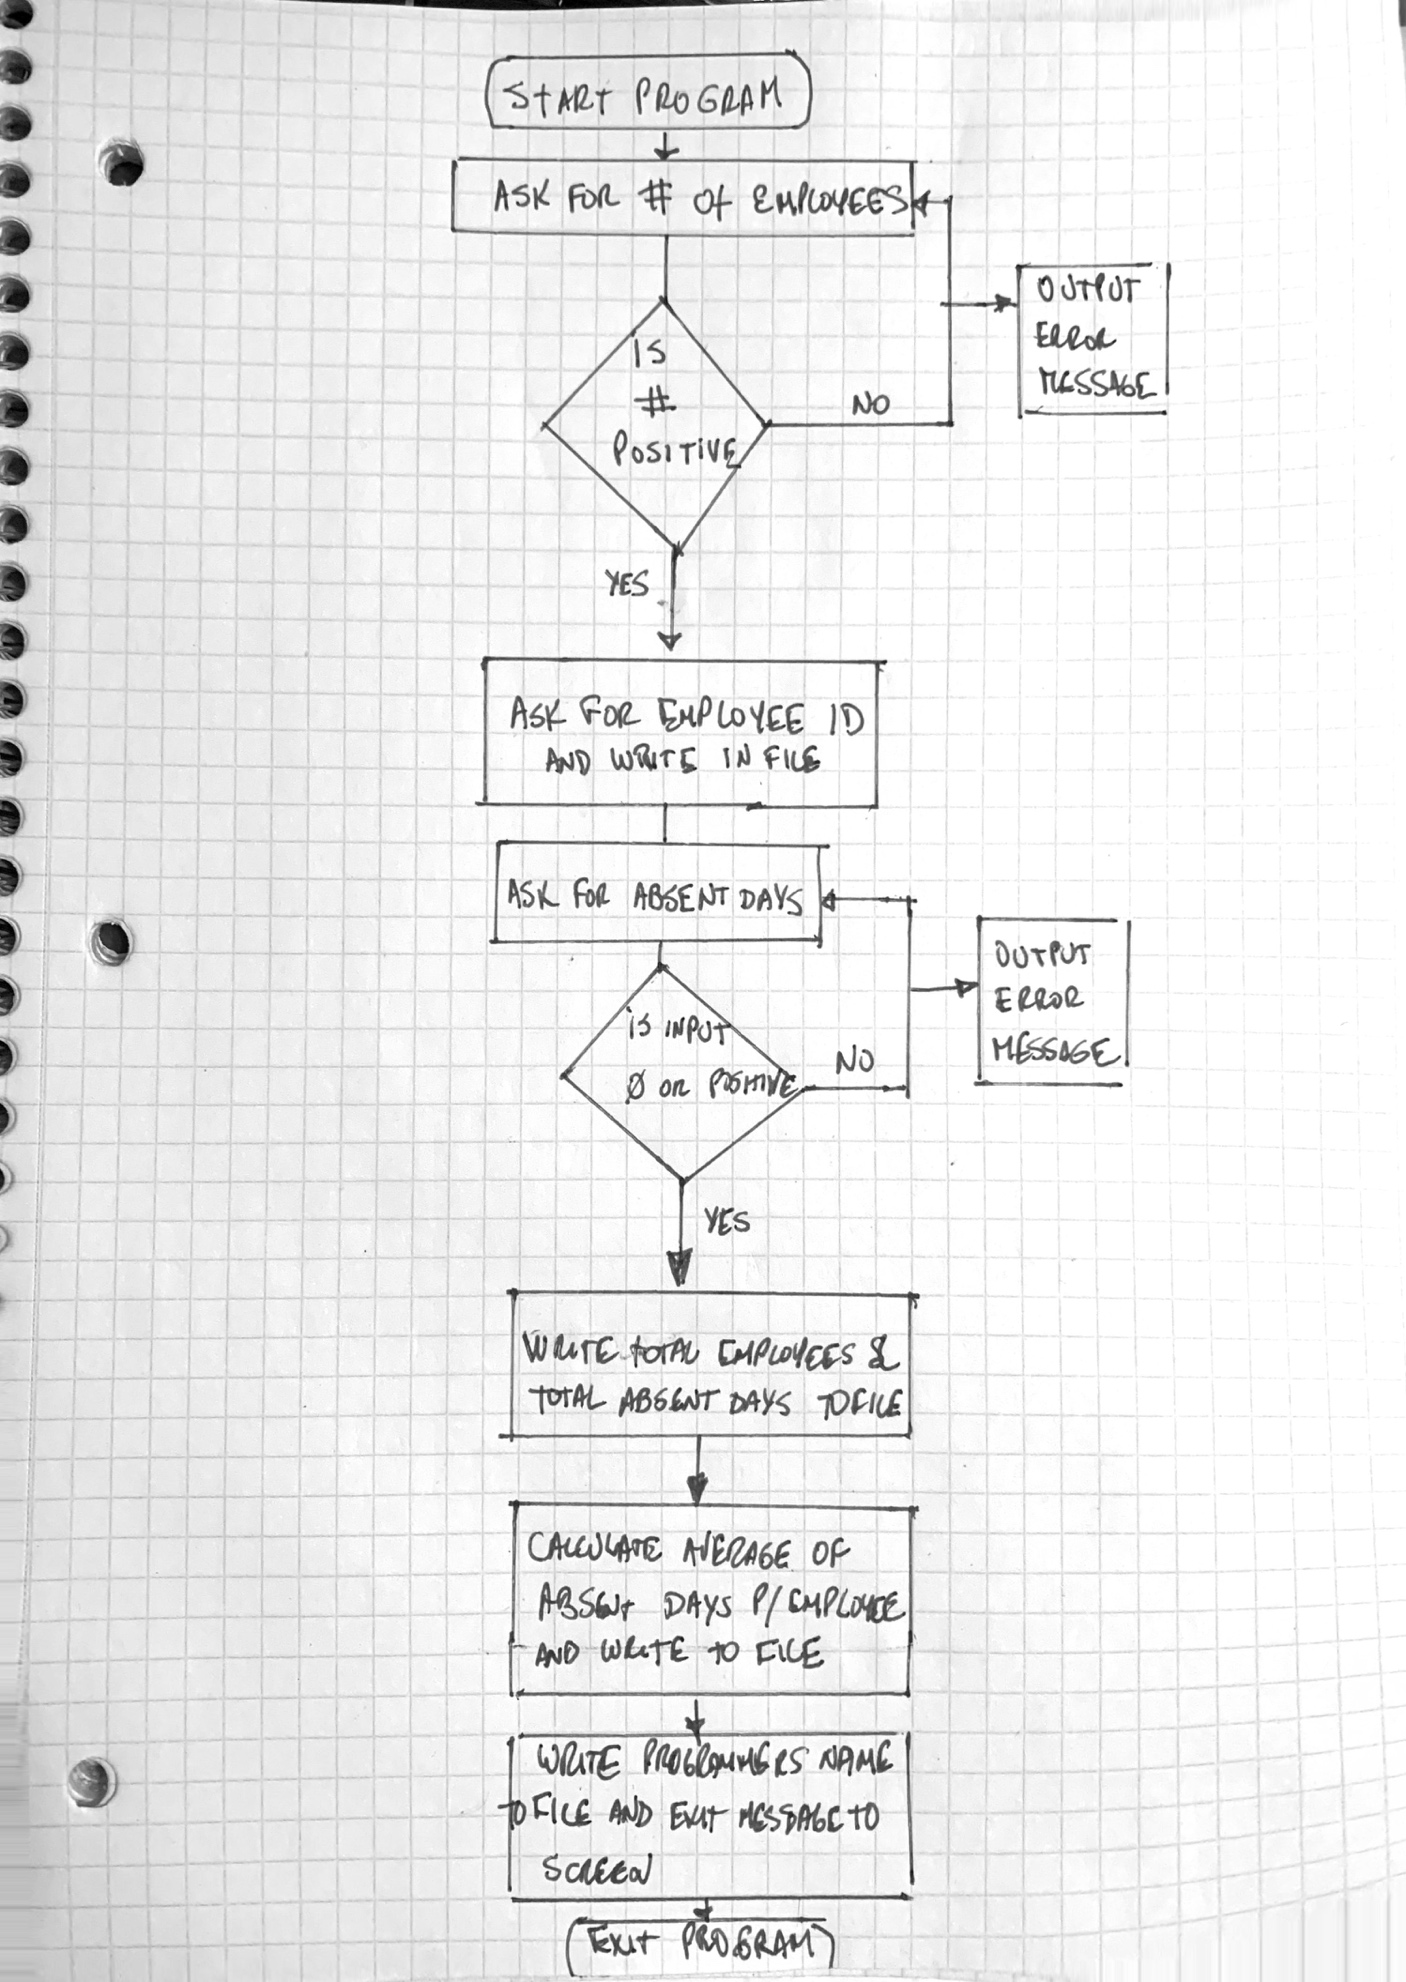 START PROGRAM
ASK FOR # OF EMPLOYEES
OUTPUT
ERROR
MESSAGE
IS
#
POSITIVE
NO
YES
ASK FOR EMPLOYEE ID
AND WRITE IN FILE
ASK FOR ABSENT DAYS
OUTPUT
ERROR
MESSAGE
IS INPUT
Ø OR POSITIVE
NO
YES
WRITE TOTAL EMPLOYEES &
TOTAL ABSENT DAYS TO FILE
CALCULATE AVERAGE OF
ABSENT DAYS P/EMPLOYEE
AND WRITE TO FILE
WRITE PROGRAMMERS NAME
TO FILE AND EXIT MESSAGE TO
SCREEN
EXIT PROGRAM